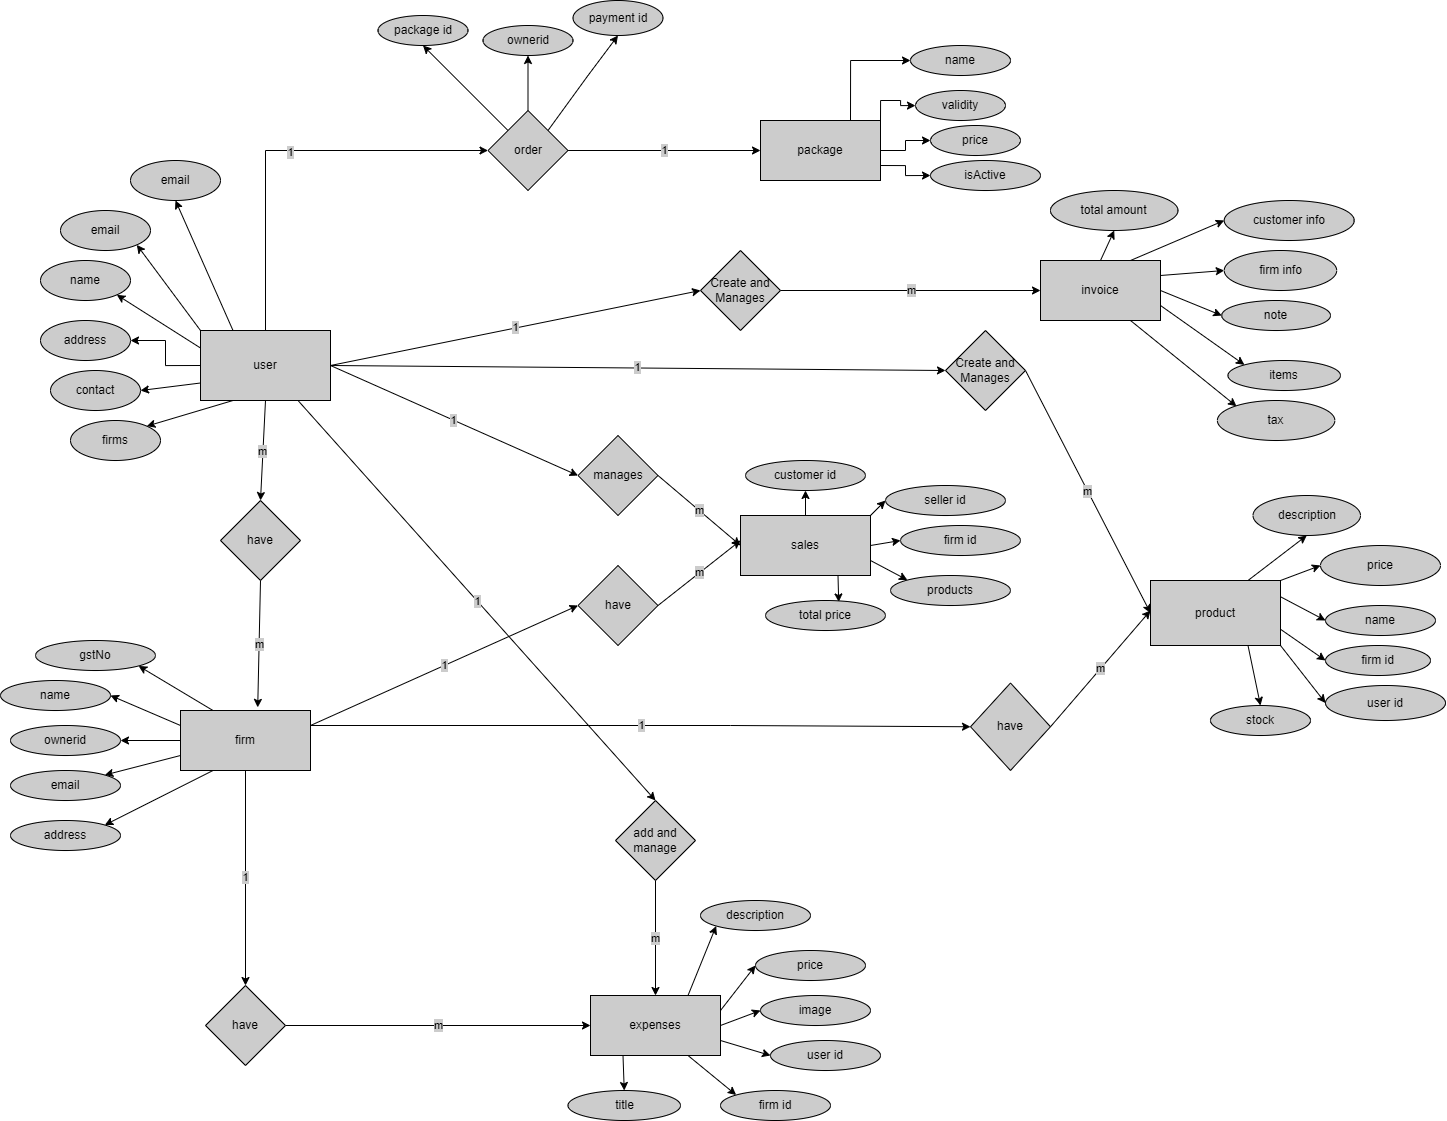 payment id
package id
ownerid
name
validity
order
1
1
package
price
isActive
email
total amount
customer info
email
firm info
name
Create and
Manages
m
invoice
note
1
address
user
1
Create and
Manages
items
contact
1
tax
firms
m
manages
customer id
seller id
m
m
description
have
sales
firm id
price
m
products
1
have
total price
product
name
m
gstNo
1
m
firm id
name
user id
ownerid
firm
1
have
stock
email
address
add and
manage
1
description
m
price
image
have
m
expenses
user id
title
firm id